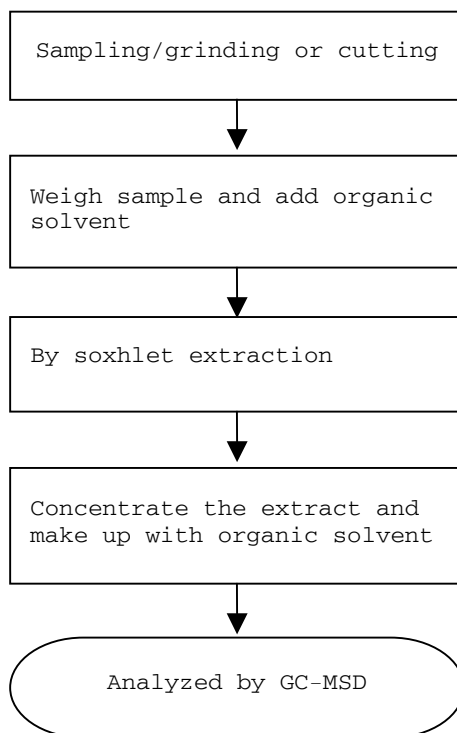 Sampling/grinding or cutting
Weigh sample and add organic
solvent
By soxhlet extraction
Concentrate the extract and
make up with organic solvent
Analyzed by GC-MSD